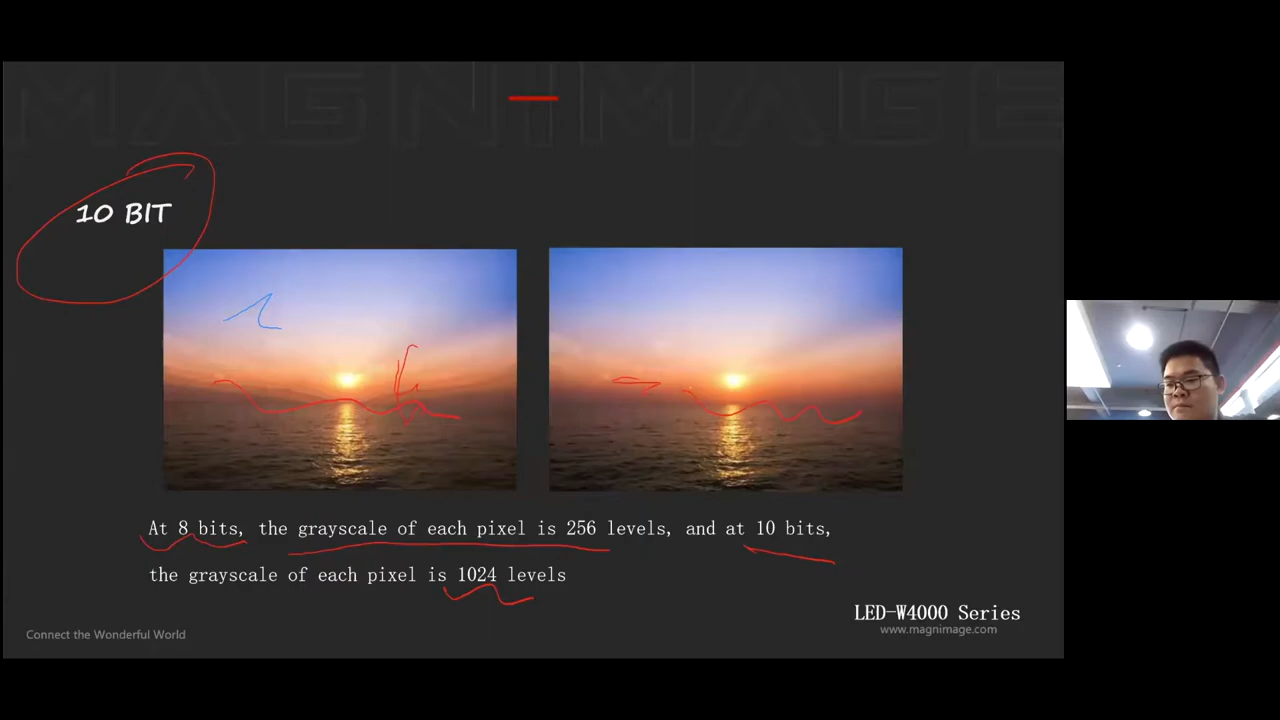 MAGNIMAGE
10 BIT
At 8 bits, the grayscale of each pixel is 256 levels, and at 10 bits,
the grayscale of each pixel is 1024 levels
LED-W4000 Series
Connect the Wonderful World
www.magnimage.com